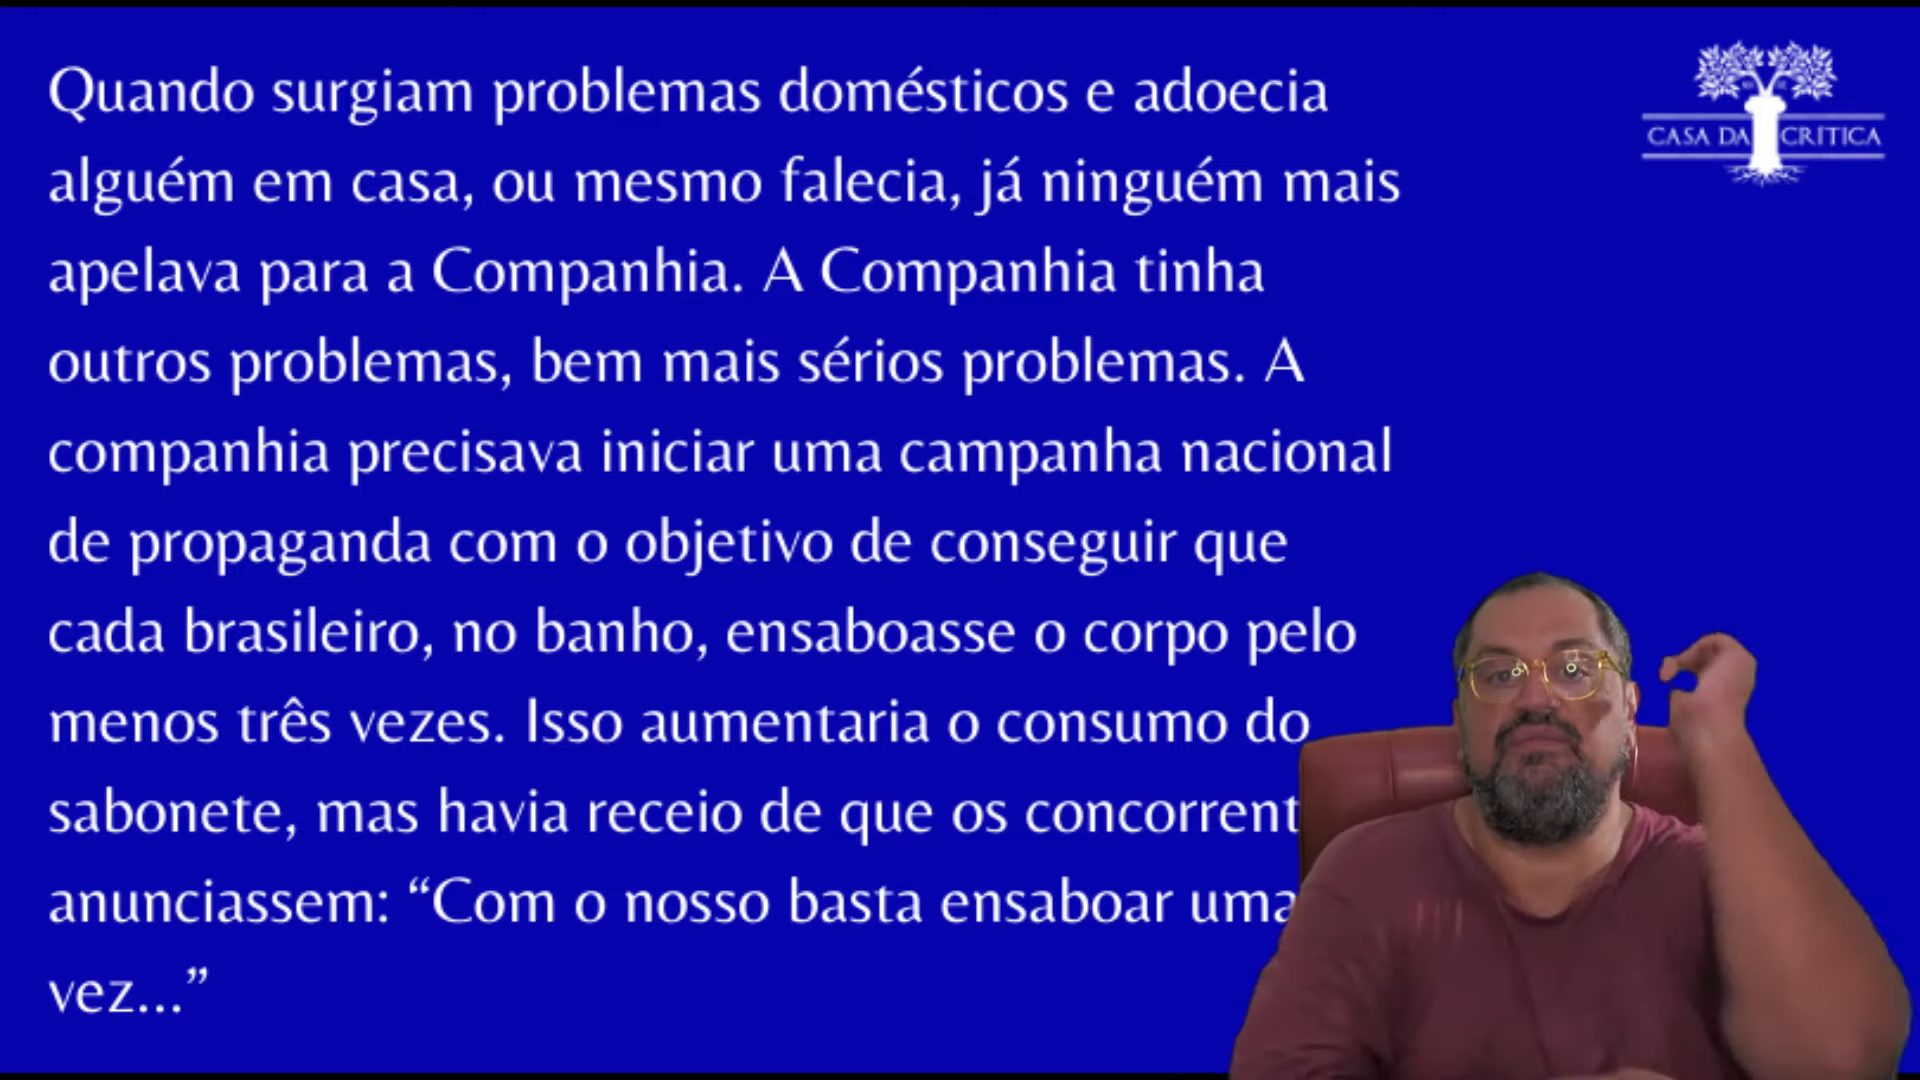 Quando surgiam problemas domésticos e adoecia
alguém em casa, ou mesmo falecia, já ninguém mais
apelava para a Companhia. A Companhia tinha
outros problemas, bem mais sérios problemas. A
companhia precisava iniciar uma campanha nacional
de propaganda com o objetivo de conseguir que
cada brasileiro, no banho, ensaboasse o corpo pelo
menos três vezes. Isso aumentaria o consumo do
sabonete, mas havia receio de que os concorrent
anunciassem: “Com o nosso basta ensaboar uma
vez...”
CASA DA CRÍTICA